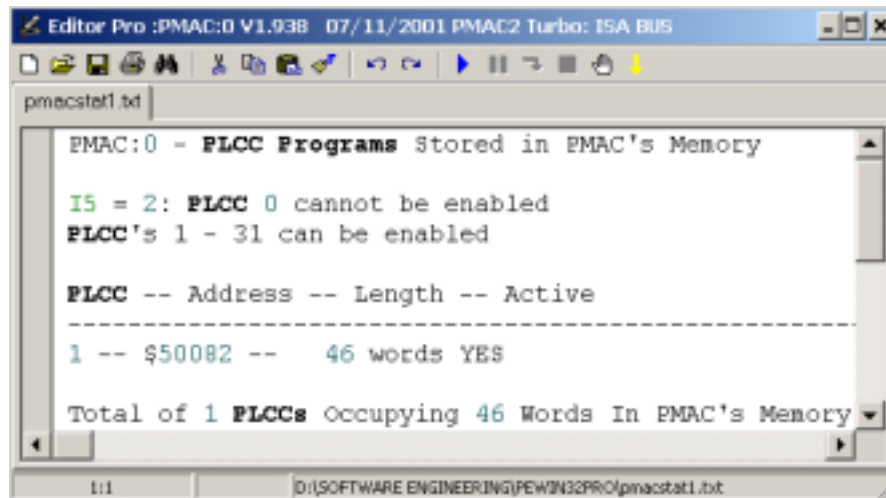 Editor Pro :PMAC:0 V1.938 07/11/2001 PMAC2 Turbo: ISA BUS
pmacstat1.txt
PMAC:0 - PLCC Programs Stored in PMAC's Memory
I5 = 2: PLCC 0 cannot be enabled
PLCC's 1 - 31 can be enabled
PLCC -- Address -- Length -- Active
--------------------------------------------------------
1 -- $50082 -- 46 words YES
Total of 1 PLCCs Occupying 46 Words In PMAC's Memory
1:1 D:\SOFTWARE ENGINEERING\PEWIN32PRO\pmacstat1.txt